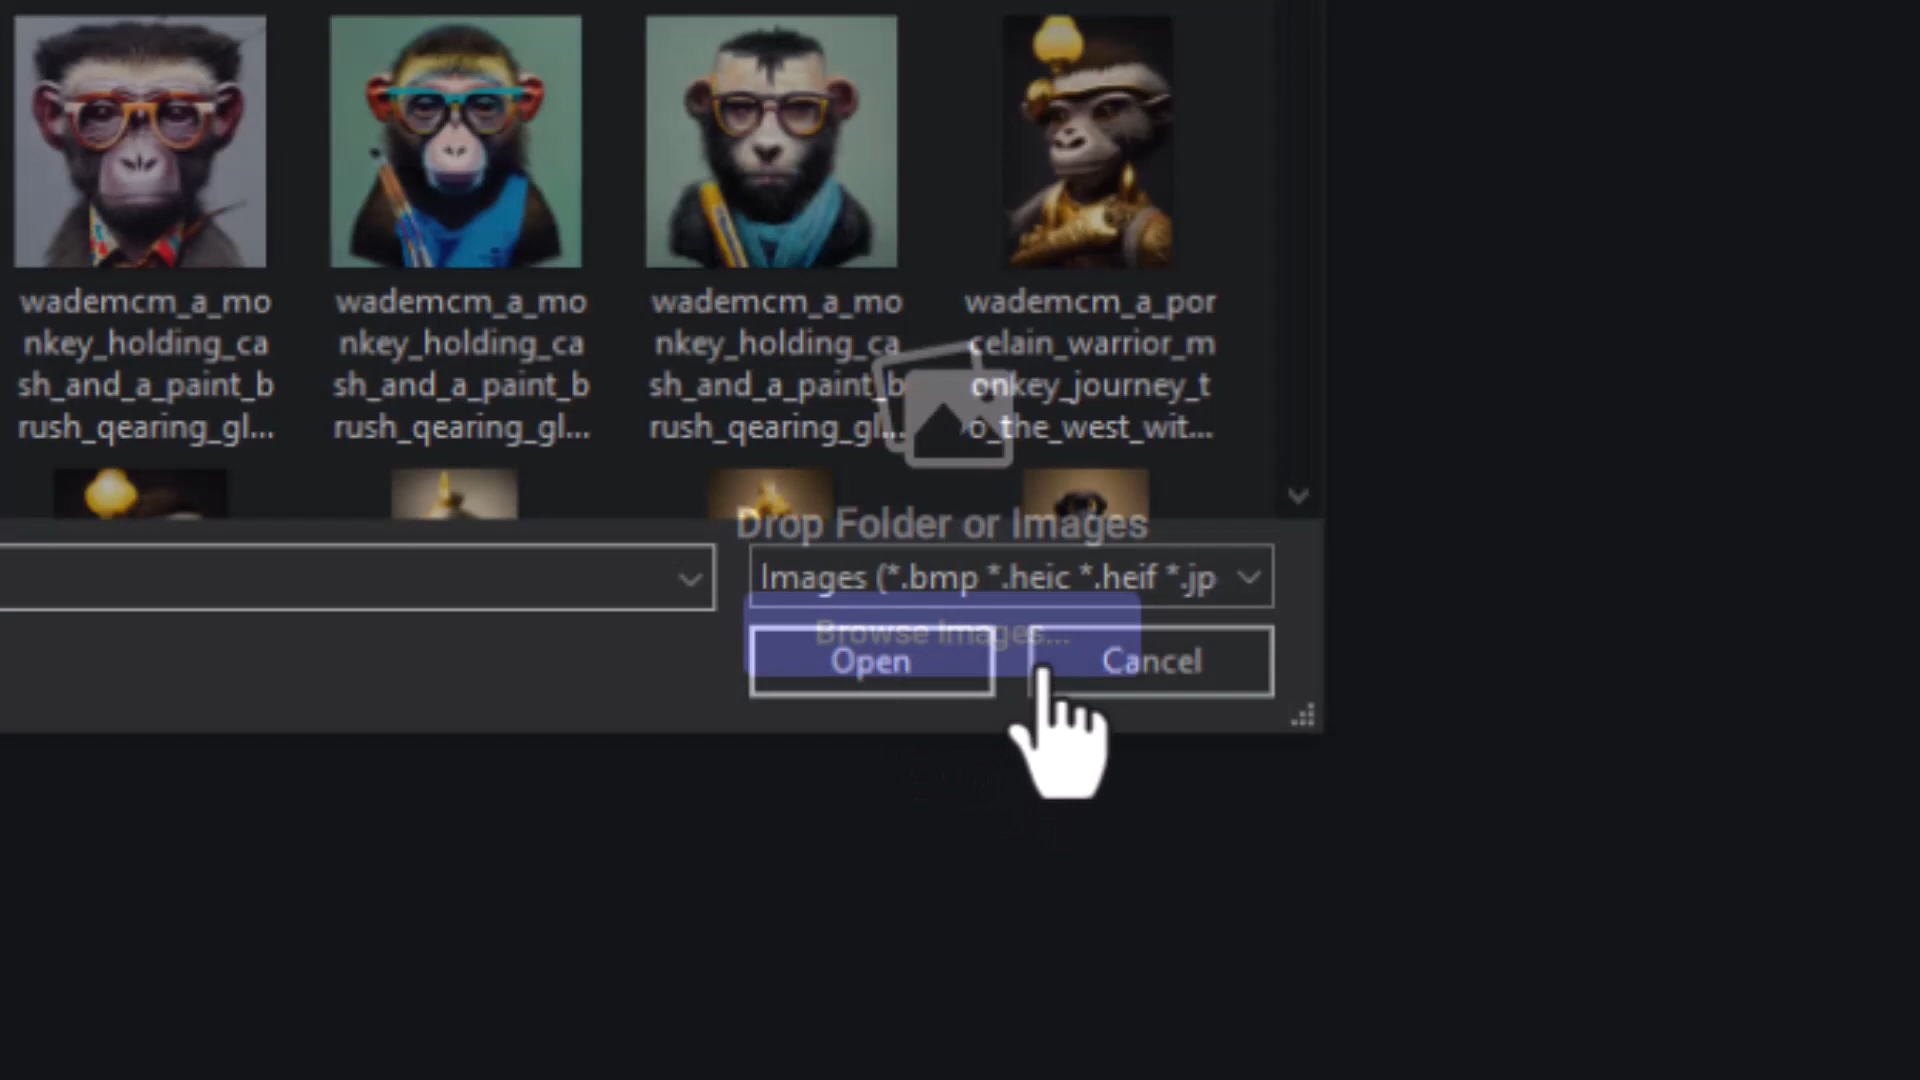 wademcm_a_mo
nkey_holding_ca
sh_and_a_paint_b
rush_qearing_gl...
wademcm_a_mo
nkey_holding_ca
sh_and_a_paint_b
rush_qearing_gl...
wademcm_a_mo
nkey_holding_ca
sh_and_a_paint_b
rush_qearing_gl...
wademcm_a_por
celain_warrior_m
onkey_journey_t
o_the_west_wit...
Drop Folder or Images
Images (*.bmp *.heic *.heif *.jp
Browse Images...
Open
Cancel